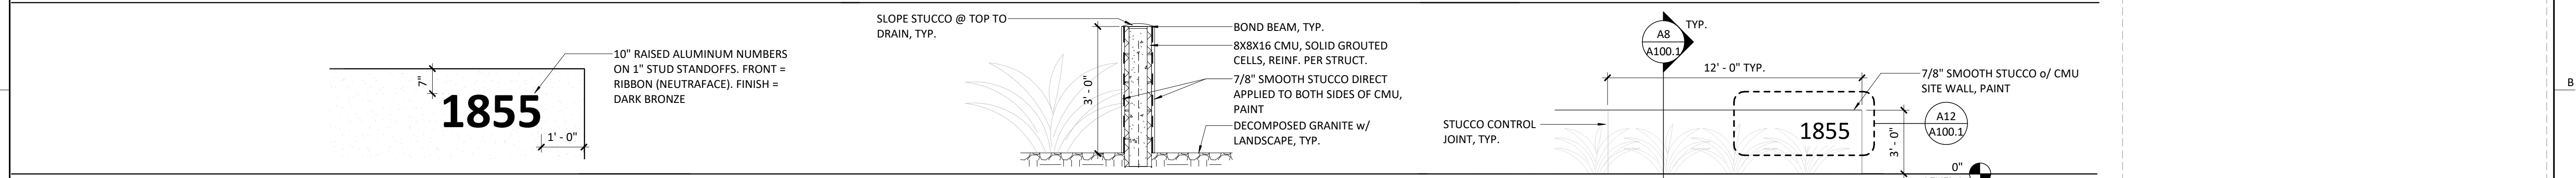 7"
1855
1' - 0"
10" RAISED ALUMINUM NUMBERS
ON 1" STUD STANDOFFS. FRONT =
RIBBON (NEUTRAFACE). FINISH =
DARK BRONZE
SLOPE STUCCO @ TOP TO
DRAIN, TYP.
3' - 0"
BOND BEAM, TYP.
8X8X16 CMU, SOLID GROUTED
CELLS, REINF. PER STRUCT.
7/8" SMOOTH STUCCO DIRECT
APPLIED TO BOTH SIDES OF CMU,
PAINT
DECOMPOSED GRANITE w/
LANDSCAPE, TYP.
TYP.
A8
A100.1
12' - 0" TYP.
7/8" SMOOTH STUCCO o/ CMU
SITE WALL, PAINT
STUCCO CONTROL
JOINT, TYP.
1855
3' - 0"
A12
A100.1
0"
B